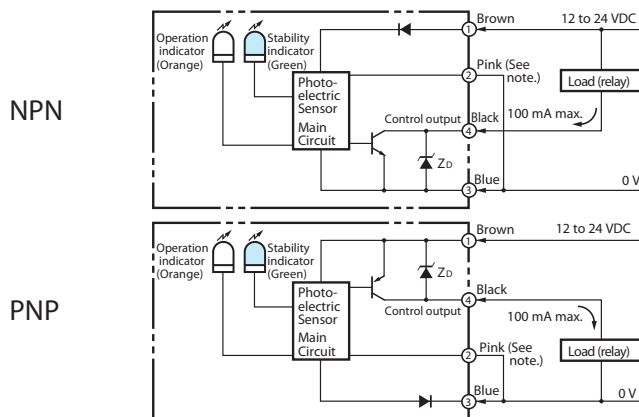 NPN
Operation
indicator
(Orange)
Stability
indicator
(Green)
Photo-
electric
Sensor
Main
Circuit
1
Brown
12 to 24 VDC
2
Pink (See
note.)
Load (relay)
100 mA max.
Control output
4
Black
ZD
3
Blue
0 V
PNP
Operation
indicator
(Orange)
Stability
indicator
(Green)
Photo-
electric
Sensor
Main
Circuit
1
Brown
12 to 24 VDC
ZD
4
Black
Control output
100 mA max.
2
Pink (See
note.)
Load (relay)
3
Blue
0 V